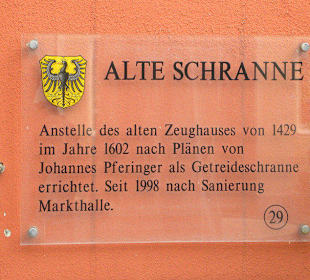 ALTE SCHRANNE
Anstelle des alten Zeughauses von 1429
im Jahre 1602 nach Plänen von
Johannes Pferinger als Getreideschranne
errichtet. Seit 1998 nach Sanierung
Markthalle.
29